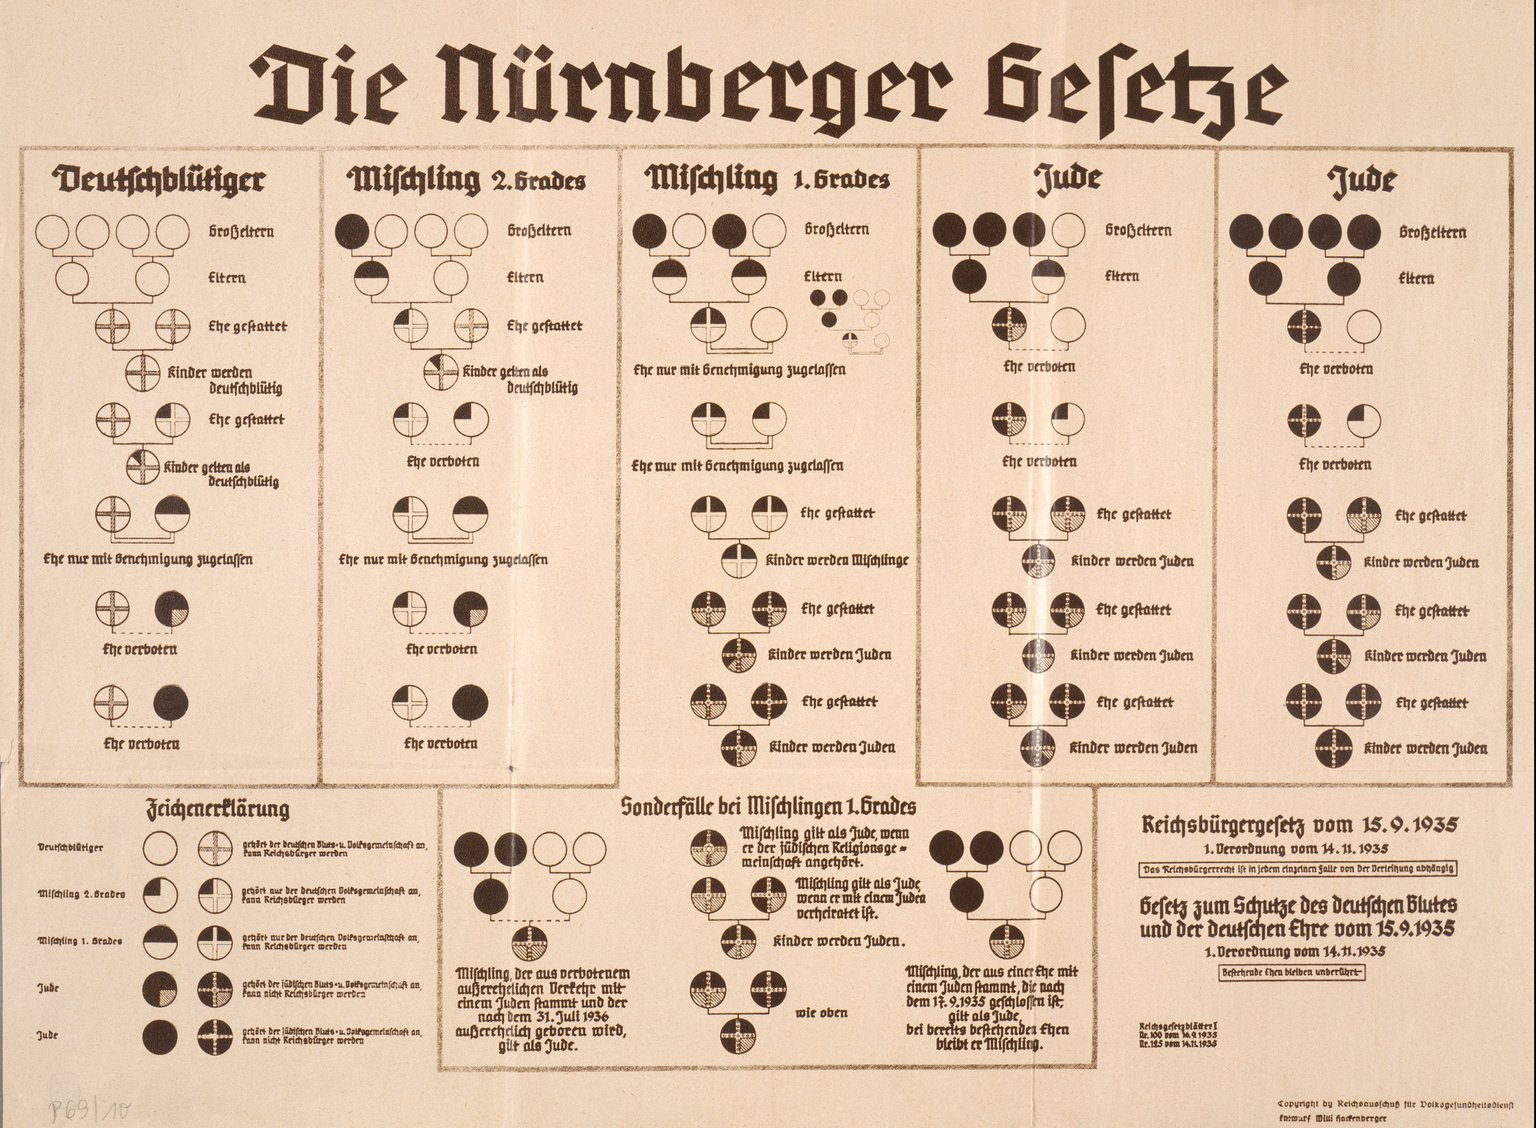 Die Nürnberger Gesetze
Deutschblütiger
Großeltern
Eltern
Ehe gestattet
Kinder werden
deutschblütig
Ehe gestattet
Kinder gelten als
deutschblütig
Ehe nur mit Genehmigung zugelassen
Ehe verboten
Ehe verboten
Mischling 2. Grades
Großeltern
Eltern
Ehe gestattet
Kinder gelten als
deutschblütig
Ehe verboten
Ehe nur mit Genehmigung zugelassen
Ehe verboten
Ehe verboten
Mischling 1. Grades
Großeltern
Eltern
Ehe nur mit Genehmigung zugelassen
Ehe nur mit Genehmigung zugelassen
Ehe gestattet
Kinder werden Mischlinge
Ehe gestattet
Kinder werden Juden
Ehe gestattet
Kinder werden Juden
Jude
Großeltern
Eltern
Ehe verboten
Ehe verboten
Ehe gestattet
Kinder werden Juden
Ehe gestattet
Kinder werden Juden
Ehe gestattet
Kinder werden Juden
Jude
Großeltern
Eltern
Ehe verboten
Ehe verboten
Ehe gestattet
Kinder werden Juden
Ehe gestattet
Kinder werden Juden
Ehe gestattet
Kinder werden Juden
Zeichenerklärung
Deutschblütiger
gehört der deutschen Bluts- u. Volksgemeinschaft an,
kann Reichsbürger werden
Mischling 2. Grades
gehört nur der deutschen Volksgemeinschaft an,
kann Reichsbürger werden
Mischling 1. Grades
gehört nur der deutschen Volksgemeinschaft an,
kann Reichsbürger werden
Jude
gehört der jüdischen Bluts- u. Volksgemeinschaft an,
kann nicht Reichsbürger werden
Jude
gehört der jüdischen Bluts- u. Volksgemeinschaft an,
kann nicht Reichsbürger werden
Sonderfälle bei Mischlingen 1. Grades
Mischling, der aus verbotenem
außerehelichen Verkehr mit
einem Juden stammt und der
nach dem 31. Juli 1936
außerehelich geboren wird,
gilt als Jude.
Mischling gilt als Jude, wenn
er der jüdischen Religionsge=
meinschaft angehört.
Mischling gilt als Jude,
wenn er mit einem Juden
verheiratet ist.
Kinder werden Juden.
wie oben
Mischling, der aus einer Ehe mit
einem Juden stammt, die nach
dem 17. 9. 1935 geschlossen ist,
gilt als Jude,
bei bereits bestehenden Ehen
bleibt er Mischling.
Reichsbürgergesetz vom 15. 9. 1935
1. Verordnung vom 14. 11. 1935
Das Reichsbürgerrecht ist in jedem einzelnen Falle von der Verleihung abhängig
Gesetz zum Schutze des deutschen Blutes
und der deutschen Ehre vom 15.9.1935
1. Verordnung vom 14.11.1935
Bestehende Ehen bleiben unberührt
Reichsgesetzblätter I
Nr. 100 vom 16.9.1935
Nr. 125 vom 14.11.1935
Copyright by Reichsausschuß für Volksgesundheitsdienst
Entwurf Willi Hackenberger
P69/10